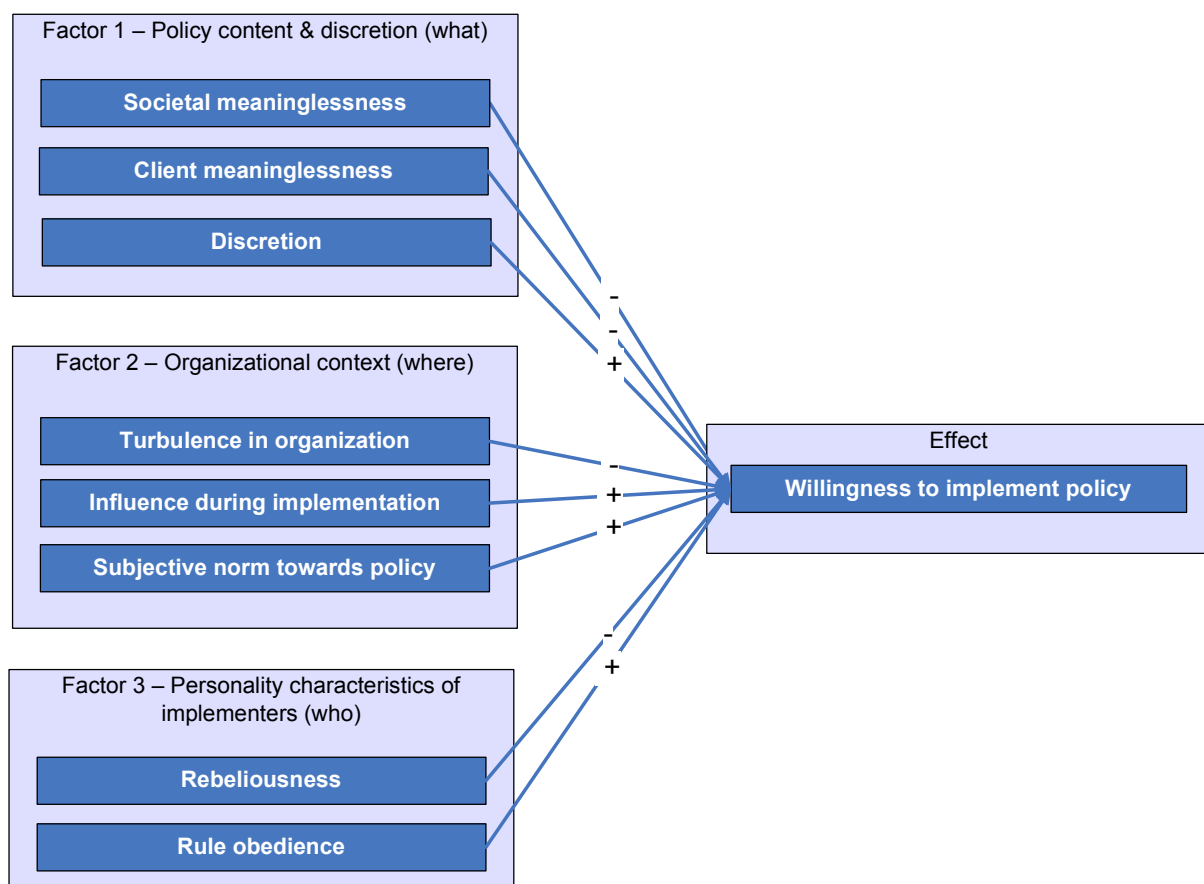 Factor 1 – Policy content & discretion (what)
Societal meaninglessness
Client meaninglessness
Discretion
-
-
+
Factor 2 – Organizational context (where)
Turbulence in organization
Influence during implementation
Subjective norm towards policy
-
+
+
Effect
Willingness to implement policy
Factor 3 – Personality characteristics of
implementers (who)
Rebeliousness
Rule obedience
-
+